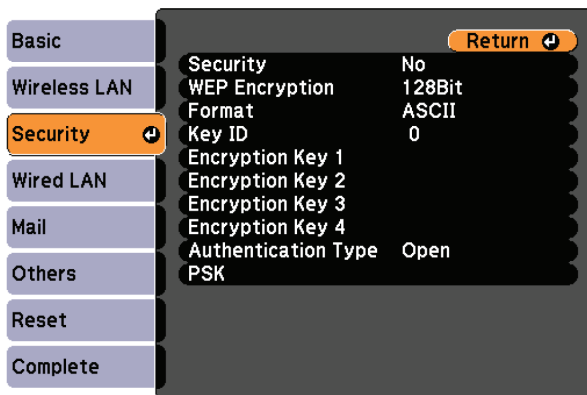 Basic
Wireless LAN
Security
Wired LAN
Mail
Others
Reset
Complete
Return
Security No
WEP Encryption 128Bit
Format ASCII
Key ID 0
Encryption Key 1
Encryption Key 2
Encryption Key 3
Encryption Key 4
Authentication Type Open
PSK